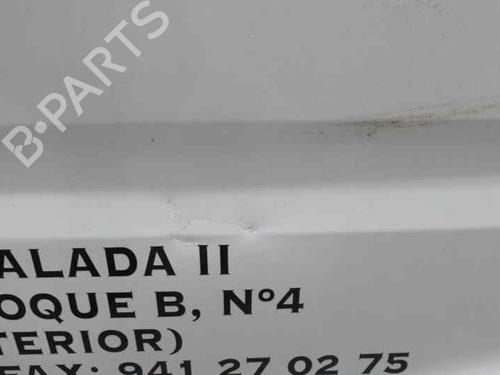 B-PARTS
ALADA II
OQUE B, Nº4
TERIOR)
FAX: 941 27 02 75